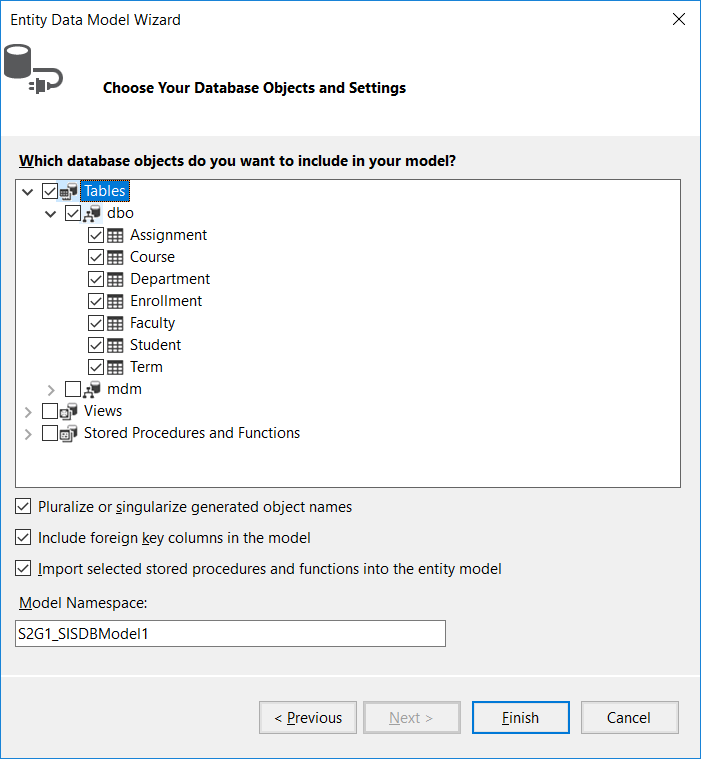 Entity Data Model Wizard
Choose Your Database Objects and Settings
Which database objects do you want to include in your model?
Tables
dbo
Assignment
Course
Department
Enrollment
Faculty
Student
Term
mdm
Views
Stored Procedures and Functions
Pluralize or singularize generated object names
Include foreign key columns in the model
Import selected stored procedures and functions into the entity model
Model Namespace:
S2G1_SISDBModel1
< Previous
Next >
Finish
Cancel